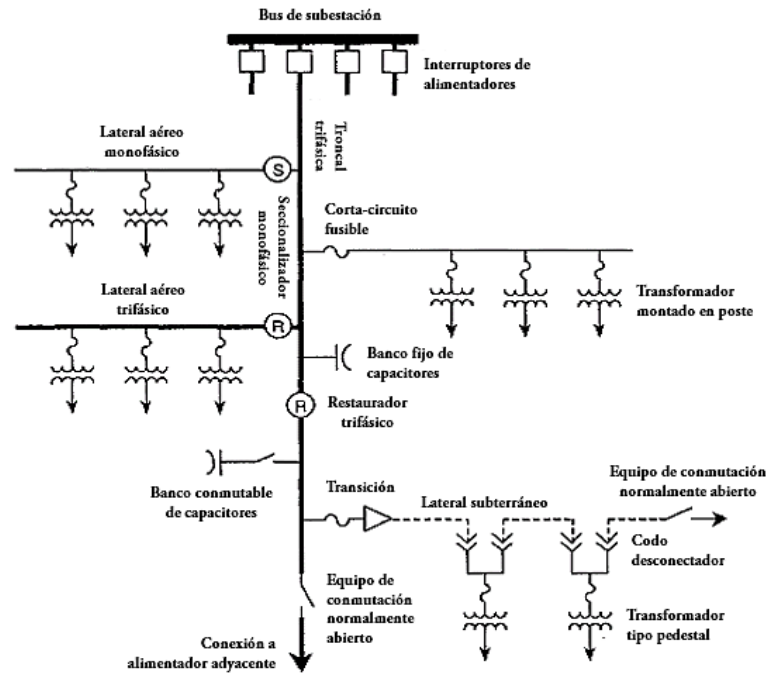 Bus de subestación
Interruptores de
alimentadores
Troncal
trifásica
Lateral aéreo
monofásico
S
Seccionalizador
monofásico
Corta-circuito
fusible
Lateral aéreo
trifásico
R
Transformador
montado en poste
Banco fijo de
capacitores
R
Restaurador
trifásico
Banco conmutable
de capacitores
Transición
Lateral subterráneo
Equipo de conmutación
normalmente abierto
Codo
desconectador
Equipo de
conmutación
normalmente
abierto
Transformador
tipo pedestal
Conexión a
alimentador adyacente